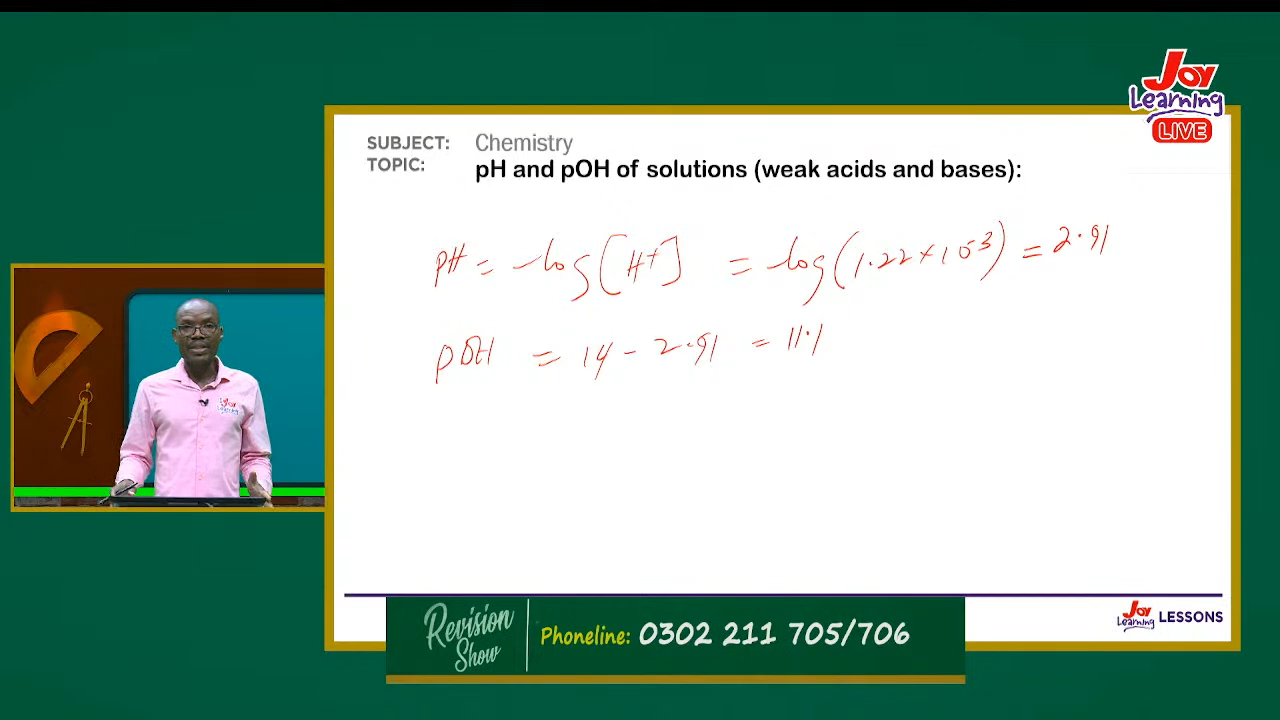 Joy
Learning
LIVE
SUBJECT: Chemistry
TOPIC: pH and pOH of solutions (weak acids and bases):
pH = -log[H+] = -log(1.22×10-3) = 2.91
pOH = 14 - 2.91 = 11.1
Joy
Learning
Joy Learning LESSONS
Revision Show
Phoneline: 0302 211 705/706